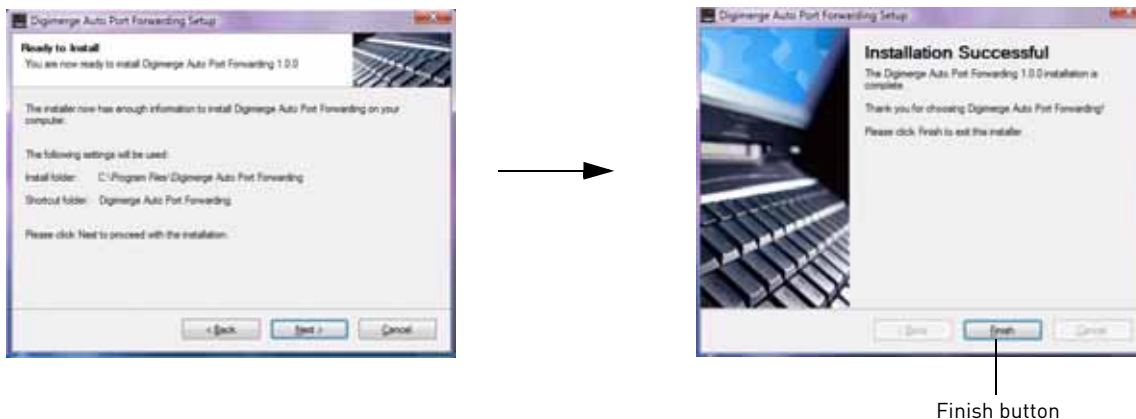 Digimerge Auto Port Forwarding Setup
Ready to Install
You are now ready to install Digimerge Auto Port Forwarding 1.0.0
The installer now has enough information to install Digimerge Auto Port Forwarding on your
computer.
The following settings will be used:
Install folder: C:\Program Files\Digimerge Auto Port Forwarding
Shortcut folder: Digimerge Auto Port Forwarding
Please click Next to proceed with the installation.
< Back
Next >
Cancel
Digimerge Auto Port Forwarding Setup
Installation Successful
The Digimerge Auto Port Forwarding 1.0.0 installation is
complete.
Thank you for choosing Digimerge Auto Port Forwarding!
Please click Finish to exit this installer.
< Back
Finish
Cancel
Finish button